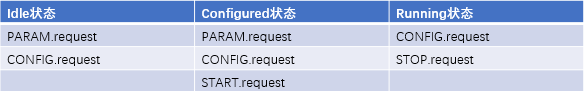 Idle状态 Configured状态 Running状态
PARAM.request PARAM.request CONFIG.request
CONFIG.request CONFIG.request STOP.request
START.request